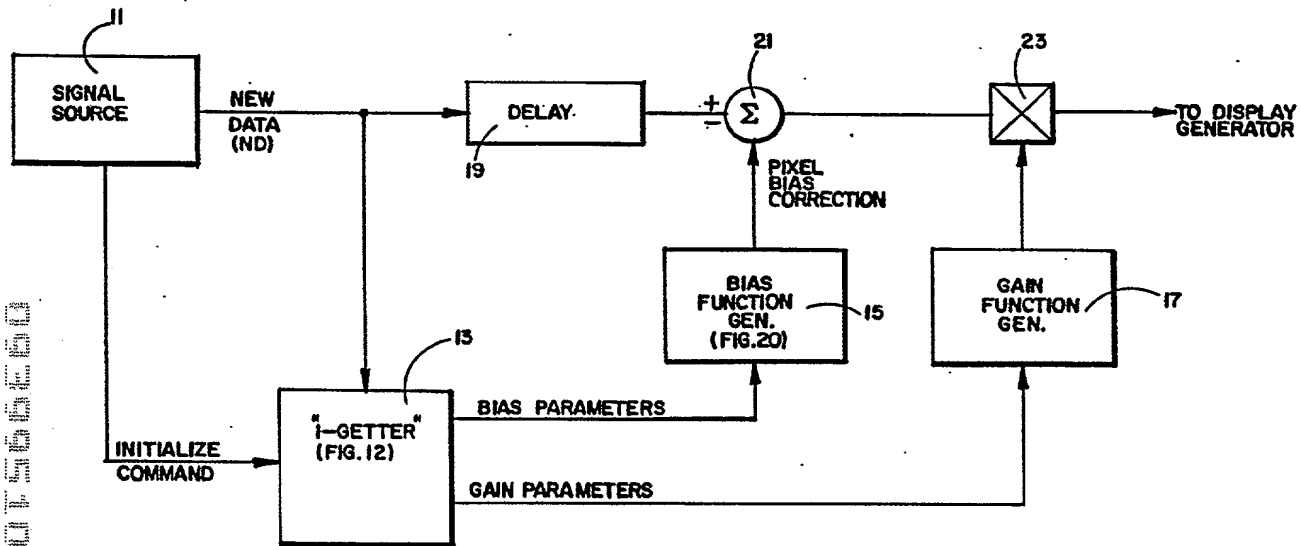 11
SIGNAL
SOURCE
NEW
DATA
(ND)
DELAY
19
+
−
Σ
21
23
TO DISPLAY
GENERATOR
PIXEL
BIAS
CORRECTION
BIAS
FUNCTION
GEN.
(FIG.20)
15
GAIN
FUNCTION
GEN.
17
13
"i-GETTER"
(FIG.12)
INITIALIZE
COMMAND
BIAS PARAMETERS
GAIN PARAMETERS